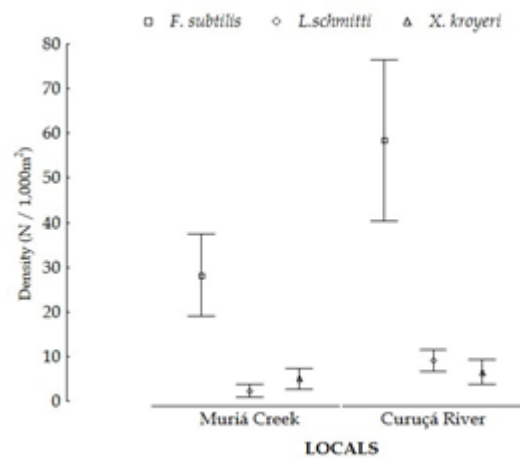 F. subtilis L.schmitti X. kroyeri
80
70
60
50
40
30
20
10
0
Density (N / 1,000m²)
Muriá Creek Curuçá River
LOCALS